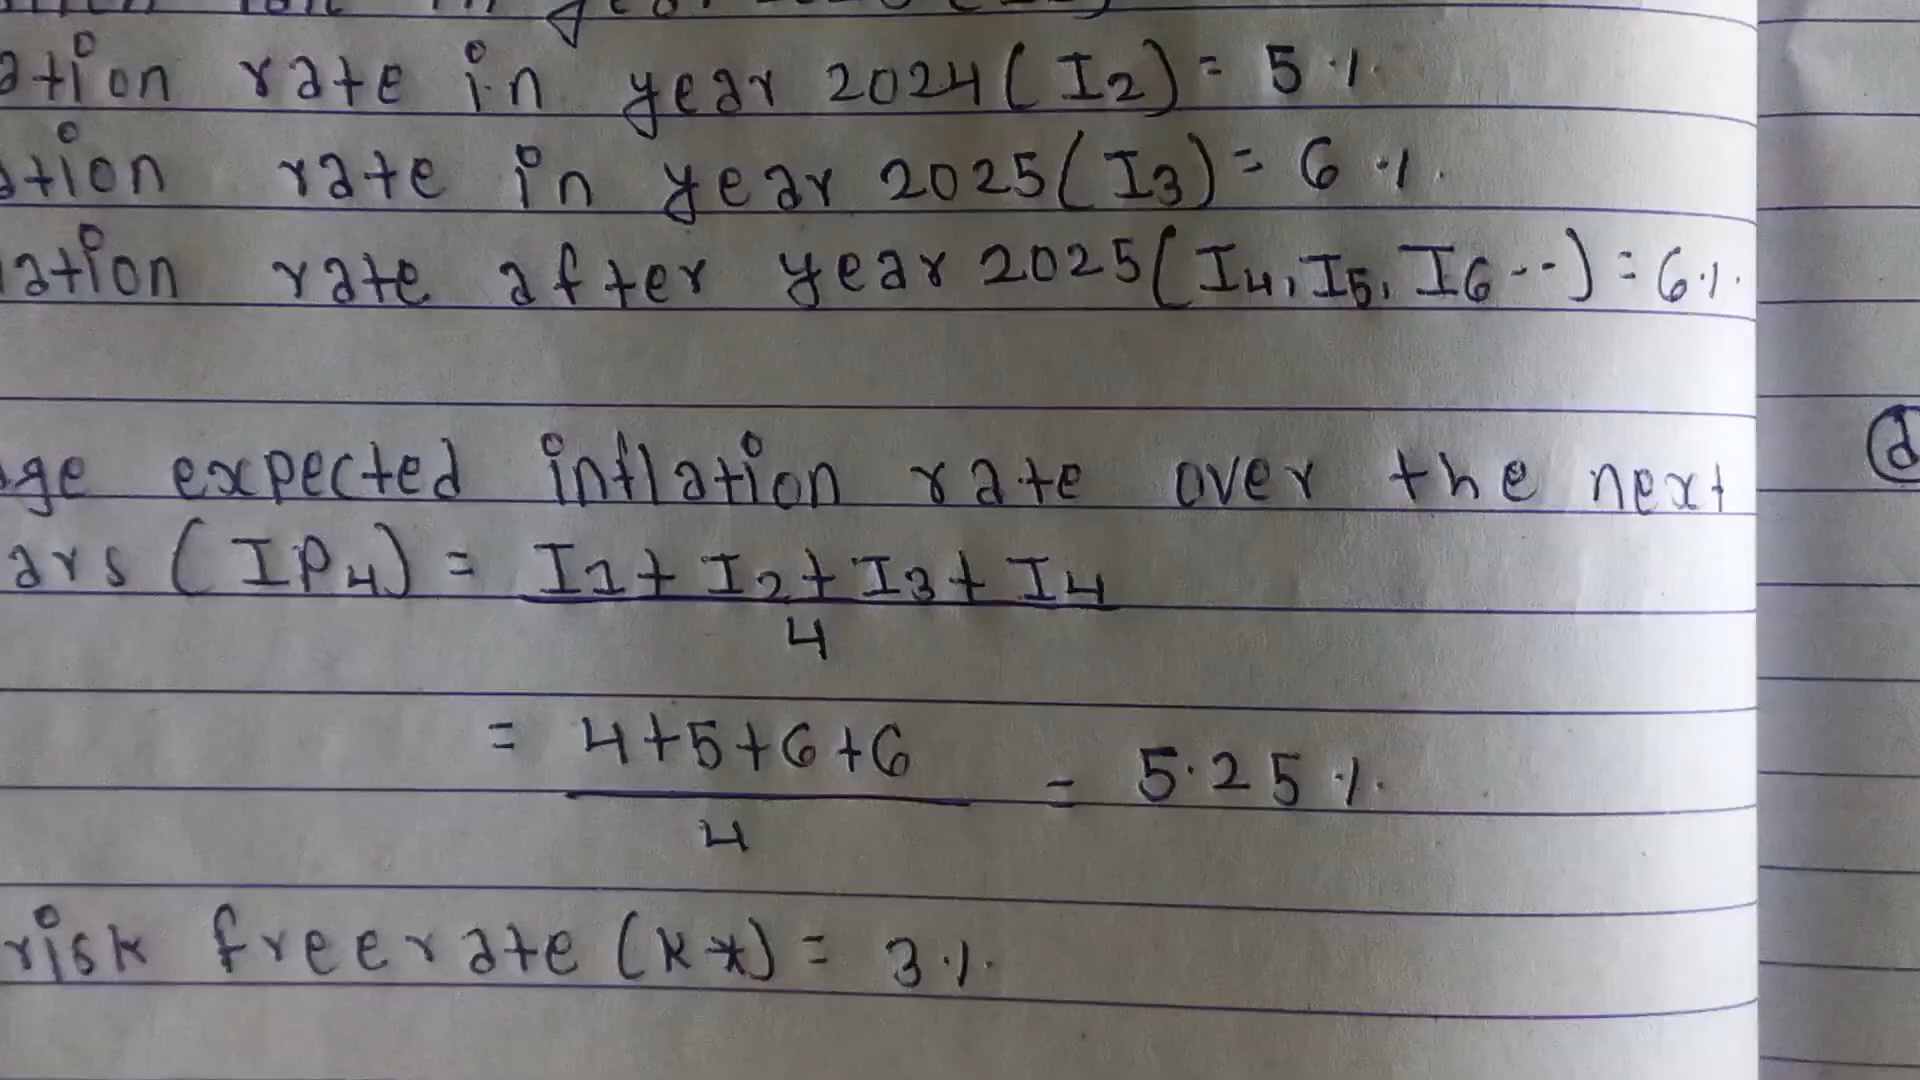 ation rate in year 2024 (I2) = 5%.
ation rate in year 2025 (I3) = 6%.
ation rate after year 2025 (I4, I5, I6 --) = 6%.
ge expected inflation rate over the next
ars (IP4) = I1 + I2 + I3 + I4
4
= 4+5+6+6
4
= 5.25%.
risk freerate (K*) = 3%.
d